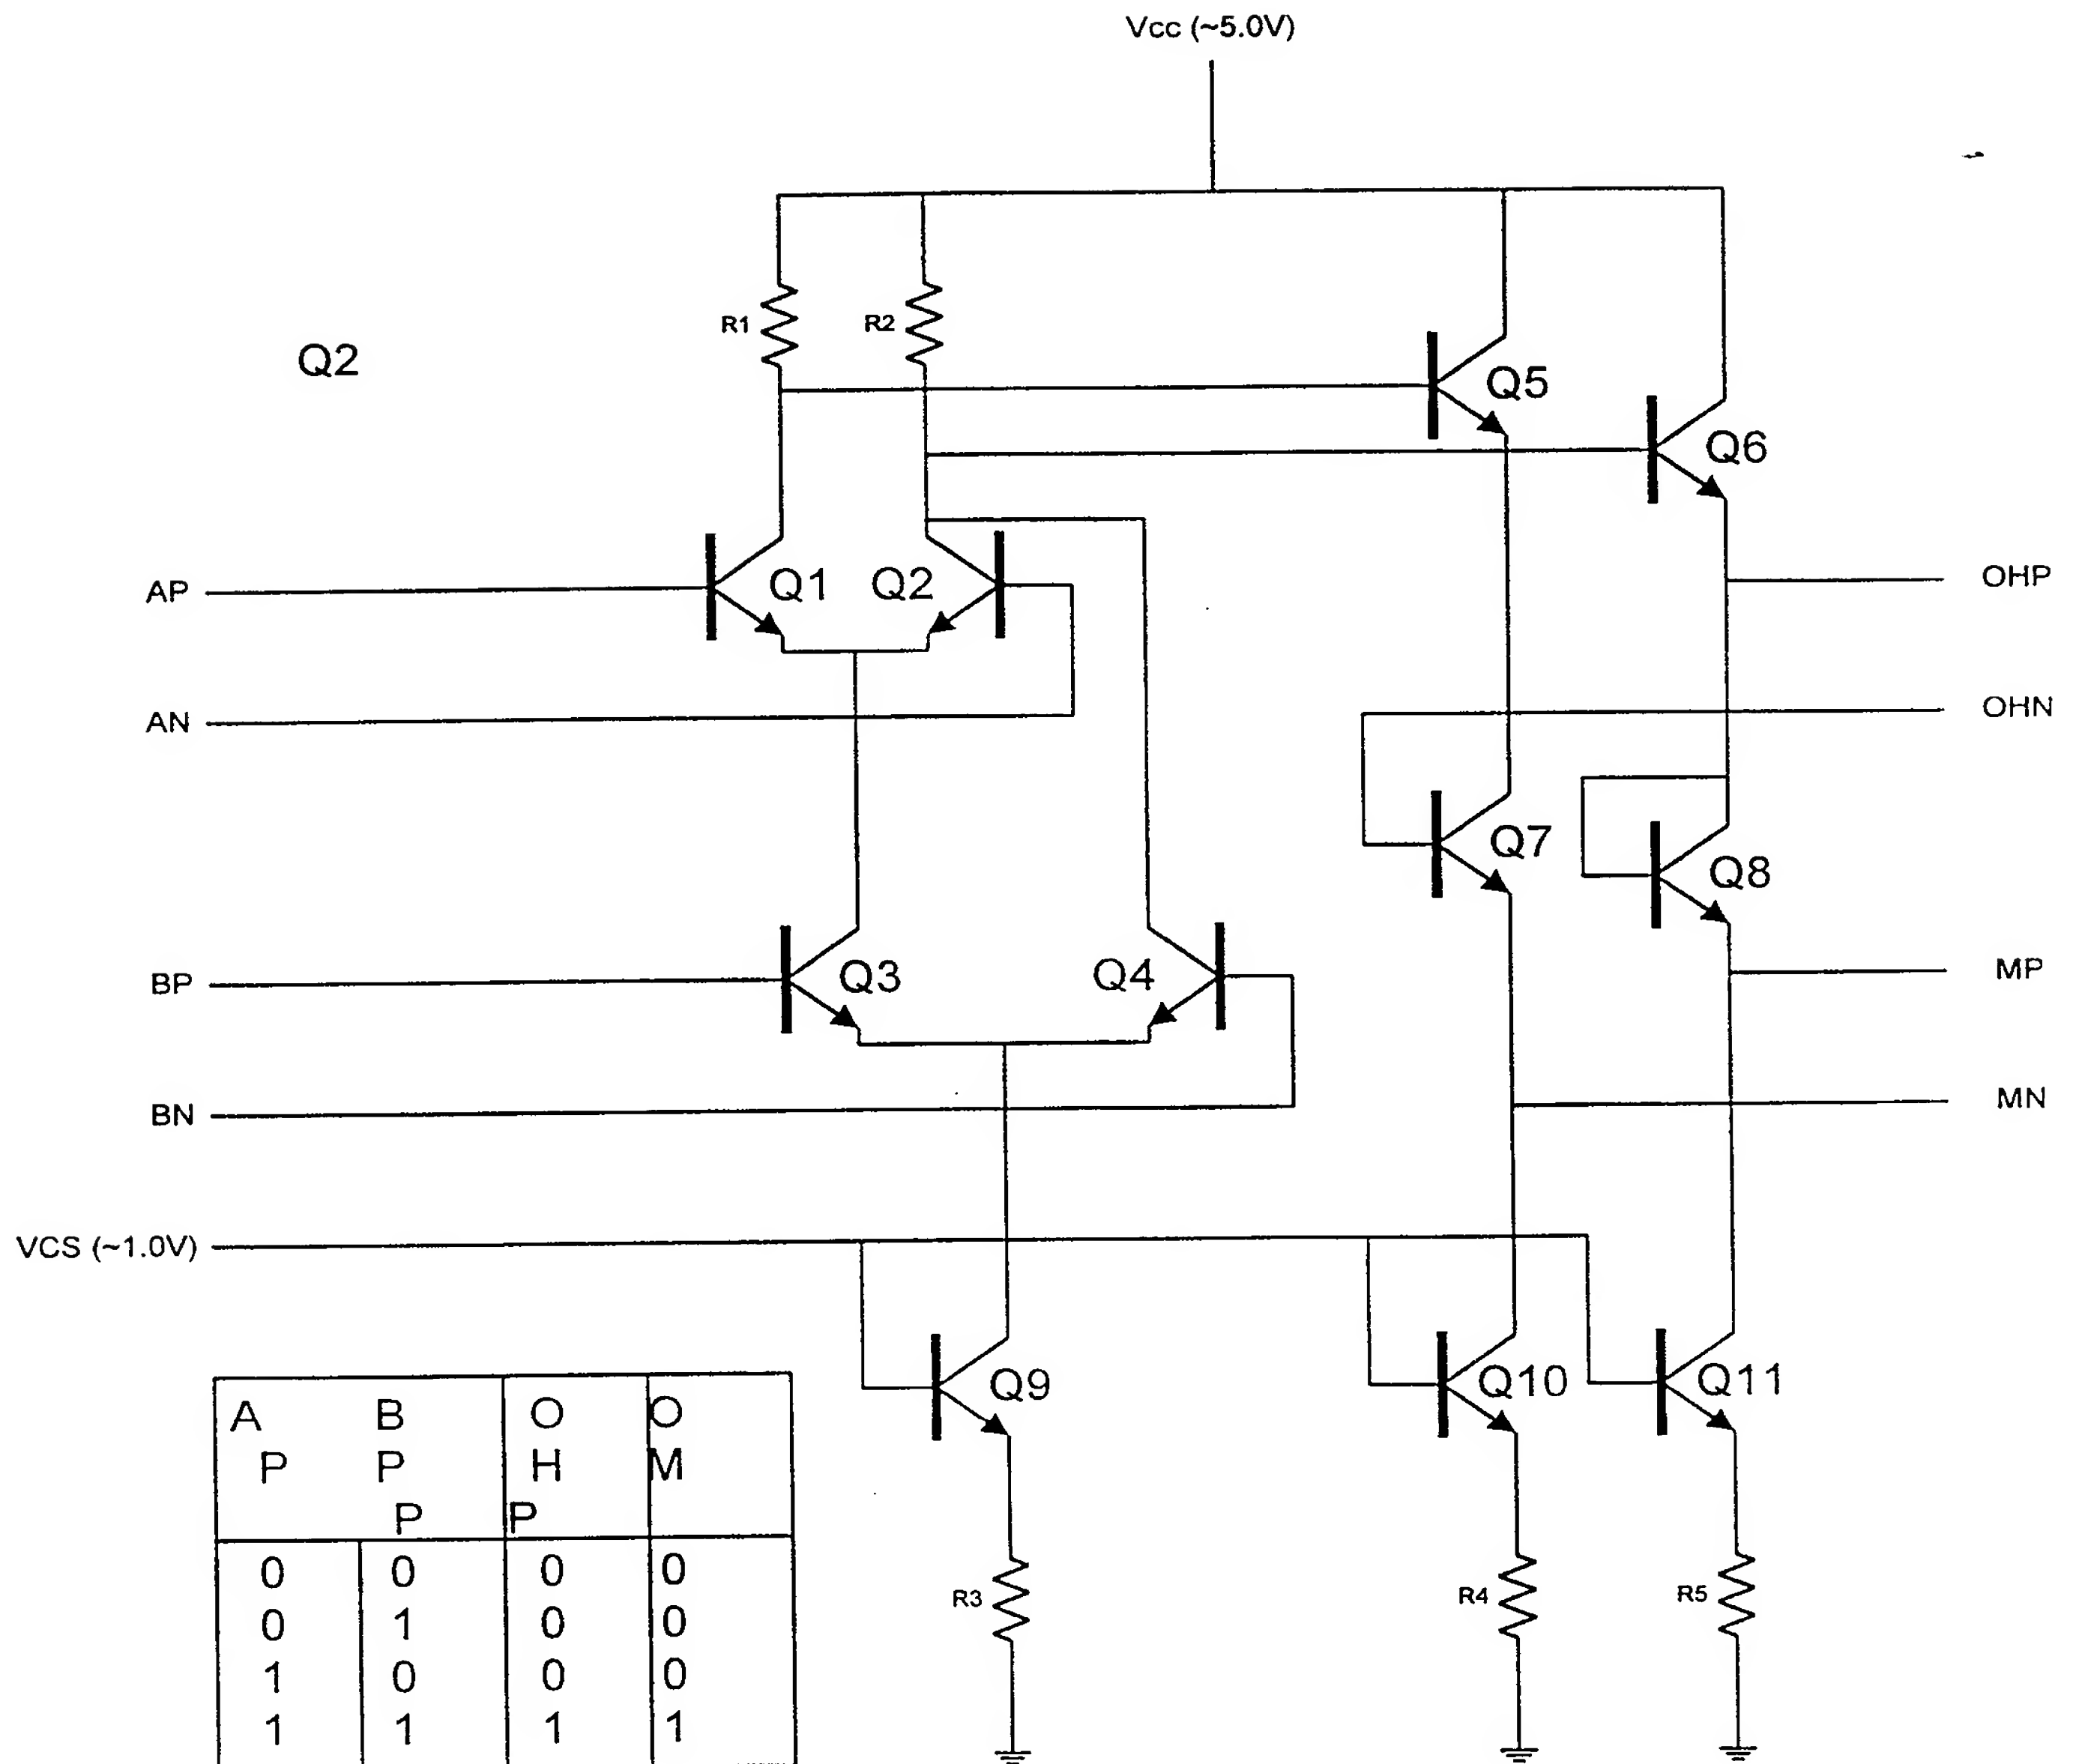 Vcc (~5.0V)
R1
R2
Q2
Q5
Q6
AP
Q1
Q2
OHP
AN
OHN
Q7
Q8
BP
Q3
Q4
MP
BN
MN
VCS (~1.0V)
Q9
Q10
Q11
A B O O
P P H M
P P
R3
R4
R5
0 0 0 0
0 1 0 0
1 0 0 0
1 1 1 1